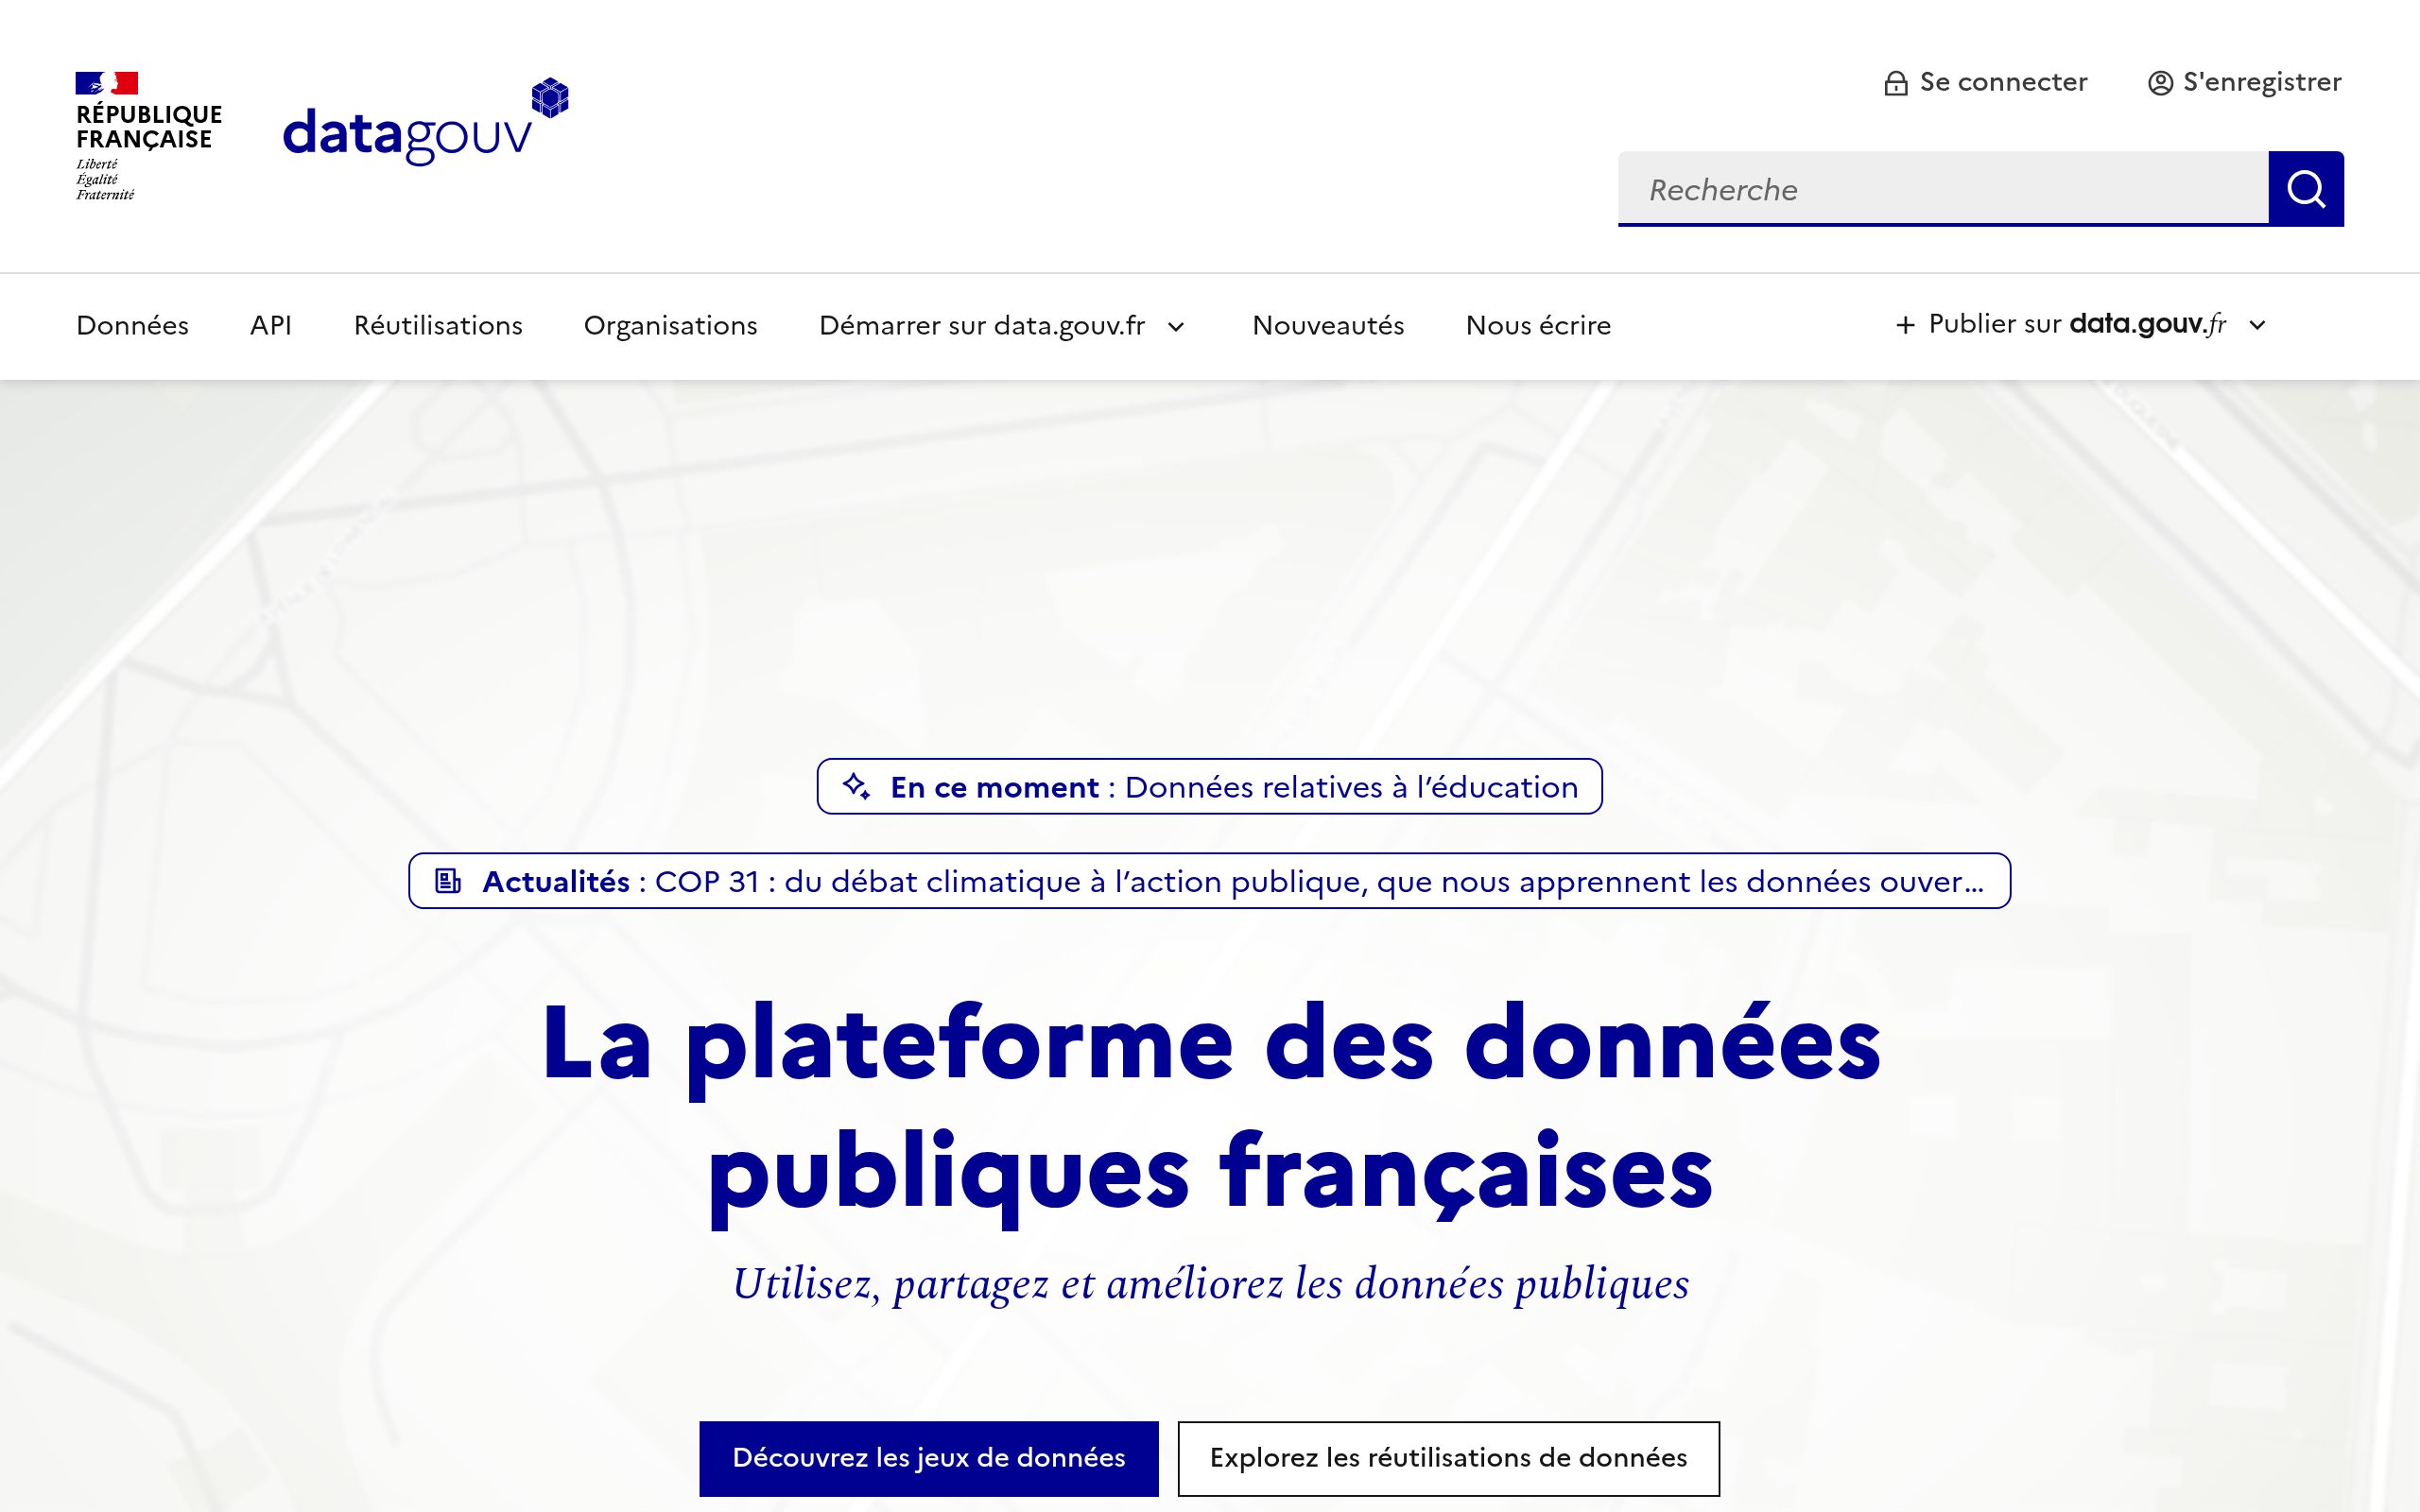 RÉPUBLIQUE
FRANÇAISE
Liberté
Égalité
Fraternité
datagouv
Se connecter
S'enregistrer
Recherche
Données
API
Réutilisations
Organisations
Démarrer sur data.gouv.fr
Nouveautés
Nous écrire
Publier sur data.gouv.fr
En ce moment : Données relatives à l’éducation
Actualités : COP 31 : du débat climatique à l’action publique, que nous apprennent les données ouver…
La plateforme des données
publiques françaises
Utilisez, partagez et améliorez les données publiques
Découvrez les jeux de données
Explorez les réutilisations de données